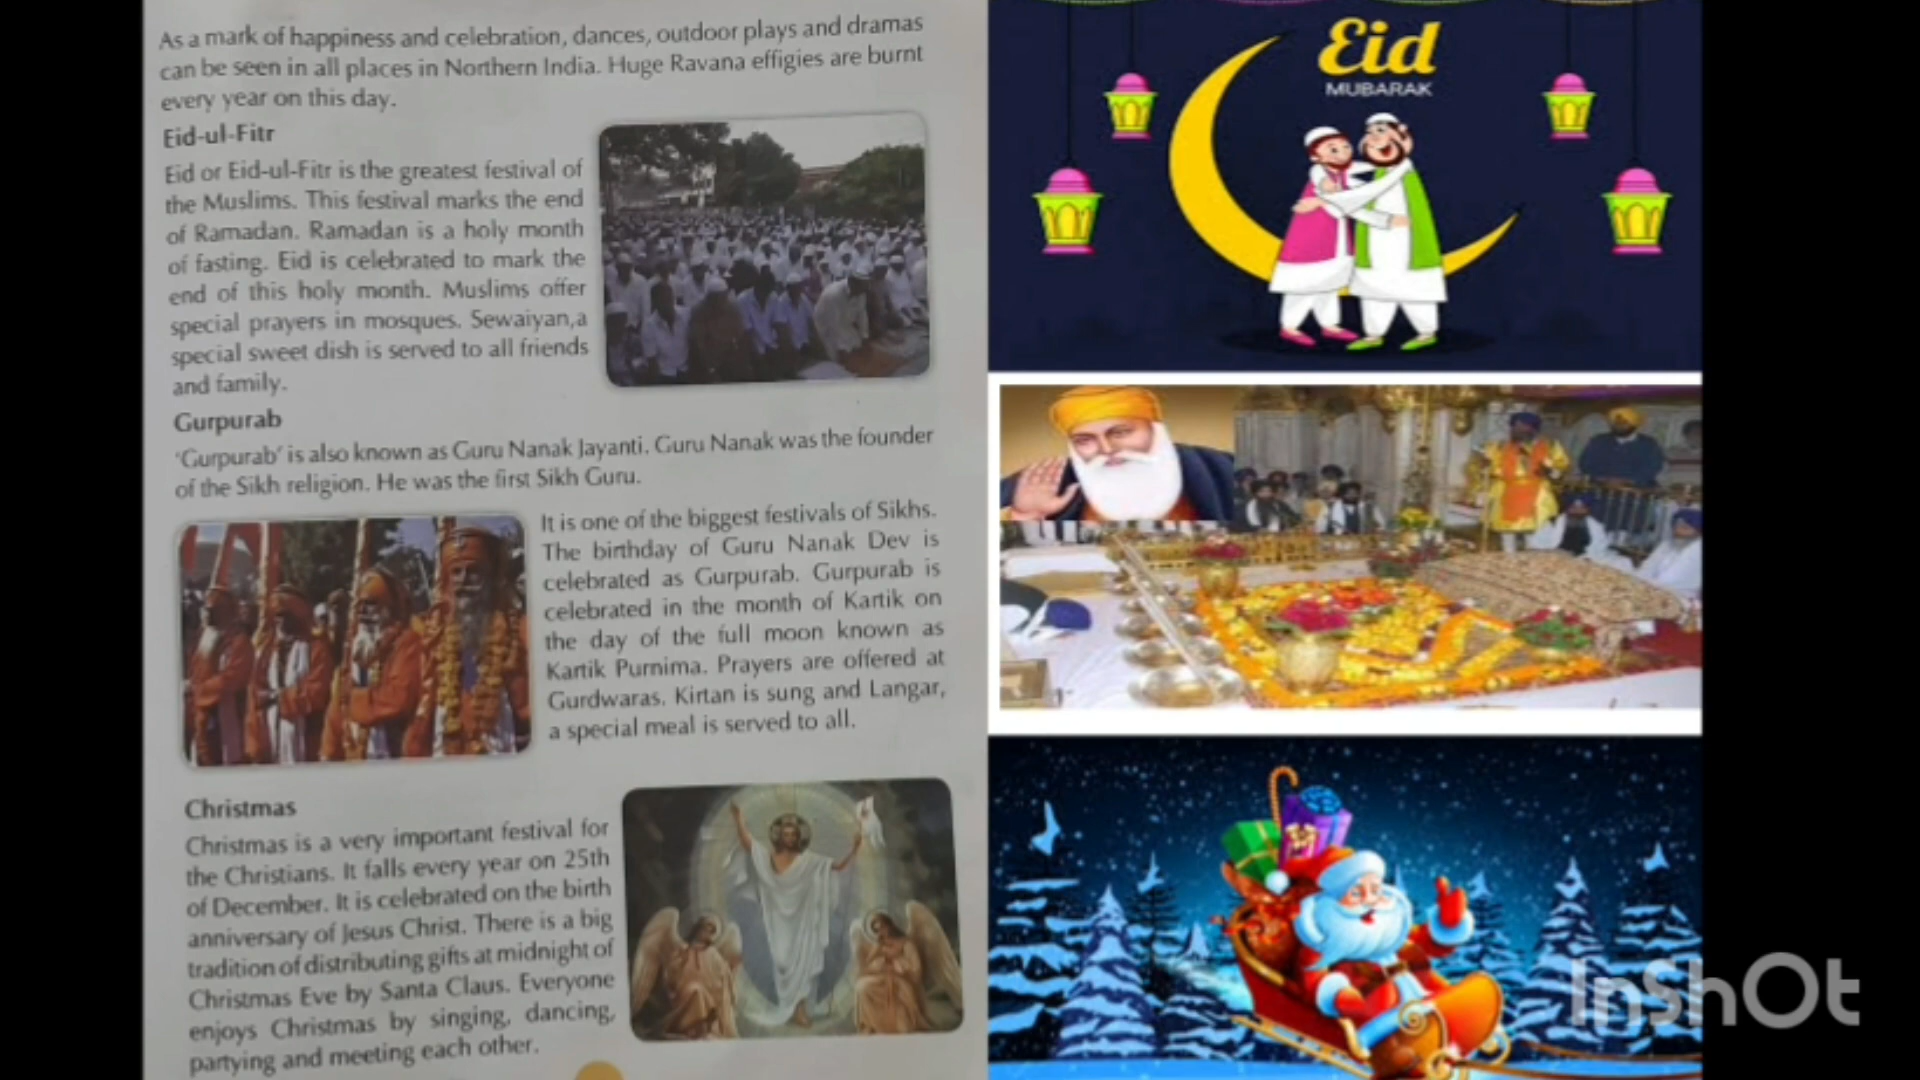 As a mark of happiness and celebration, dances, outdoor plays and dramas
can be seen in all places in Northern India. Huge Ravana effigies are burnt
every year on this day.
Eid-ul-Fitr
Eid or Eid-ul-Fitr is the greatest festival of
the Muslims. This festival marks the end
of Ramadan. Ramadan is a holy month
of fasting. Eid is celebrated to mark the
end of this holy month. Muslims offer
special prayers in mosques. Sewaiyan,a
special sweet dish is served to all friends
and family.
Gurpurab
'Gurpurab' is also known as Guru Nanak Jayanti. Guru Nanak was the founder
of the Sikh religion. He was the first Sikh Guru.
It is one of the biggest festivals of Sikhs.
The birthday of Guru Nanak Dev is
celebrated as Gurpurab. Gurpurab is
celebrated in the month of Kartik on
the day of the full moon known as
Kartik Purnima. Prayers are offered at
Gurdwaras. Kirtan is sung and Langar,
a special meal is served to all.
Christmas
Christmas is a very important festival for
the Christians. It falls every year on 25th
of December. It is celebrated on the birth
anniversary of Jesus Christ. There is a big
tradition of distributing gifts at midnight of
Christmas Eve by Santa Claus. Everyone
enjoys Christmas by singing, dancing,
partying and meeting each other.
Eid
MUBARAK
InShOt